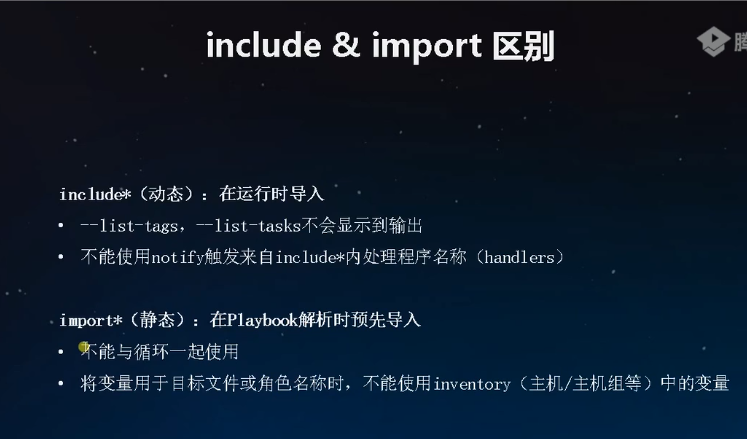 include & import 区别
腾
include*（动态）：在运行时导入
• --list-tags，--list-tasks不会显示到输出
• 不能使用notify触发来自include*内处理程序名称（handlers）
import*（静态）：在Playbook解析时预先导入
• 不能与循环一起使用
• 将变量用于目标文件或角色名称时，不能使用inventory（主机/主机组等）中的变量